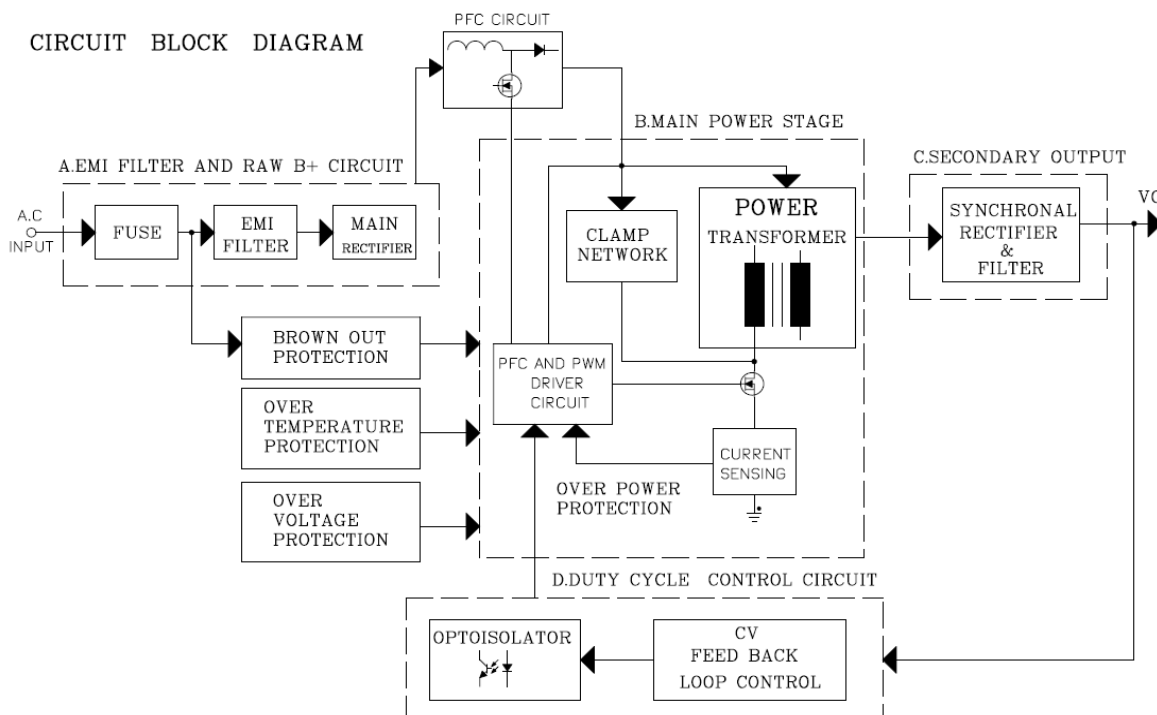 CIRCUIT BLOCK DIAGRAM
PFC CIRCUIT
B.MAIN POWER STAGE
A.EMI FILTER AND RAW B+ CIRCUIT
C.SECONDARY OUTPUT
A.C
INPUT
FUSE
EMI
FILTER
MAIN
RECTIFIER
CLAMP
NETWORK
POWER
TRANSFORMER
SYNCHRONAL
RECTIFIER
&
FILTER
BROWN OUT
PROTECTION
PFC AND PWM
DRIVER
CIRCUIT
OVER
TEMPERATURE
PROTECTION
CURRENT
SENSING
OVER POWER
PROTECTION
OVER
VOLTAGE
PROTECTION
D.DUTY CYCLE CONTROL CIRCUIT
OPTOISOLATOR
CV
FEED BACK
LOOP CONTROL